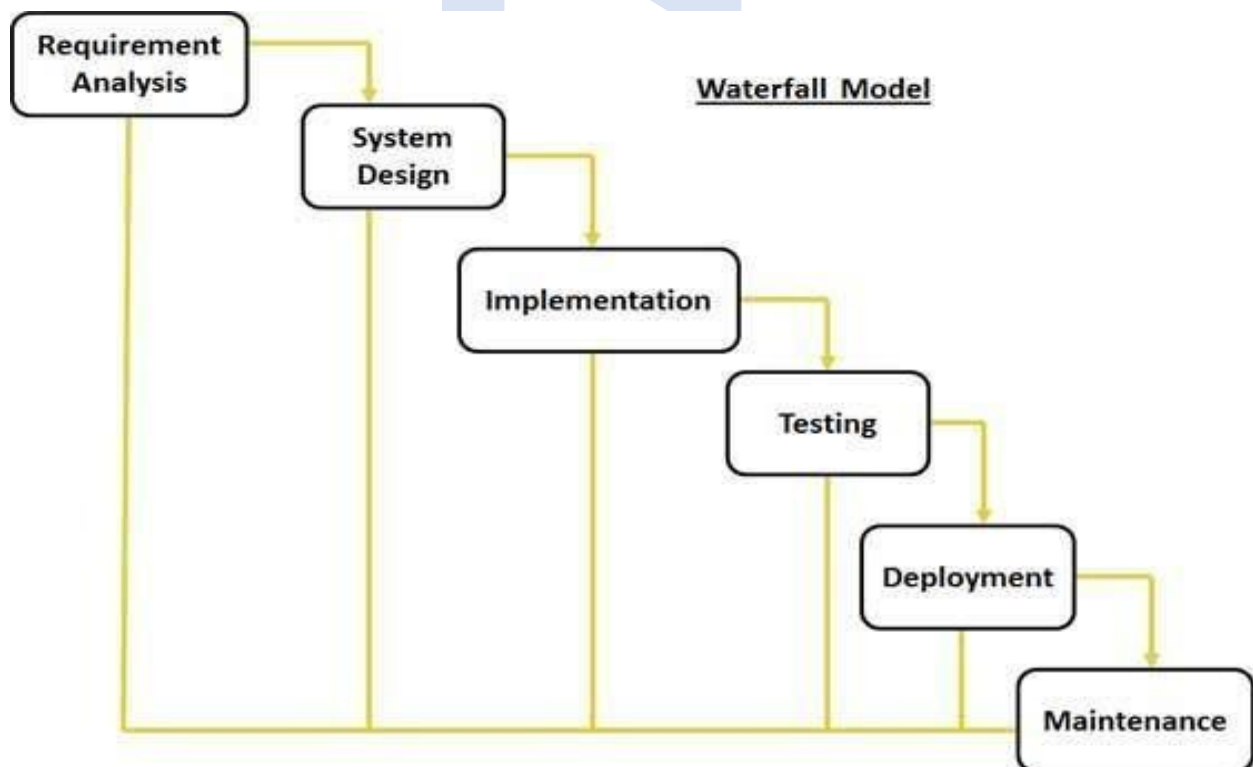 Requirement
Analysis
Waterfall Model
System
Design
Implementation
Testing
Deployment
Maintenance